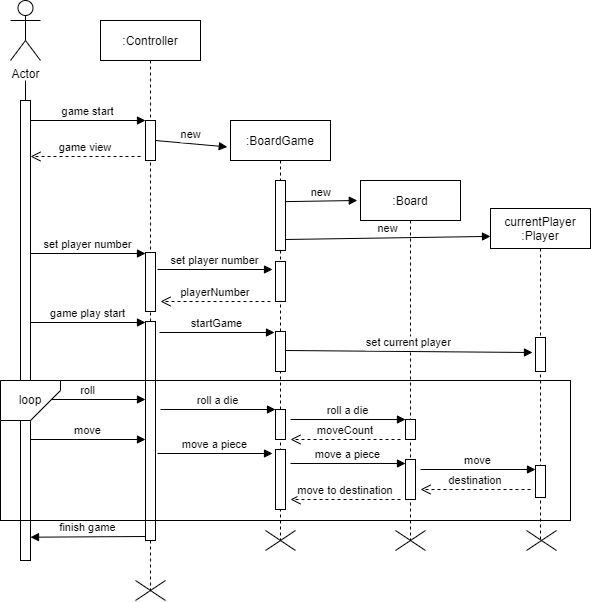 :Controller
Actor
game start
new
:BoardGame
game view
new
:Board
new
currentPlayer
:Player
set player number
set player number
playerNumber
game play start
startGame
set current player
loop
roll
roll a die
roll a die
move
moveCount
move a piece
move a piece
move
destination
move to destination
finish game